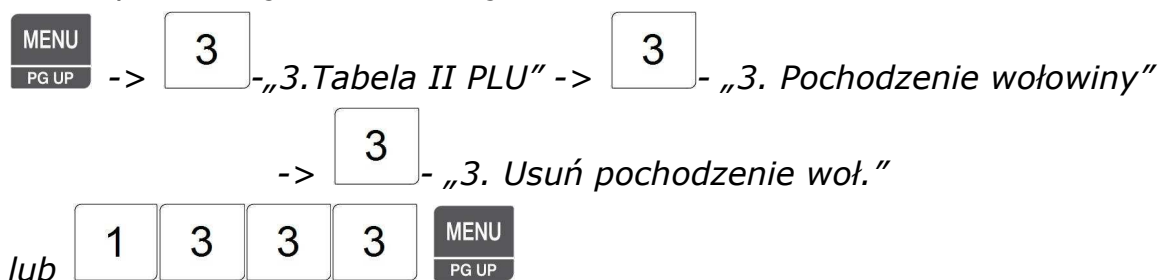 MENU
PG UP -> 3 -„3.Tabela II PLU” -> 3 - „3. Pochodzenie wołowiny”
-> 3 - „3. Usuń pochodzenie woł.”
lub 1 3 3 3 MENU
PG UP